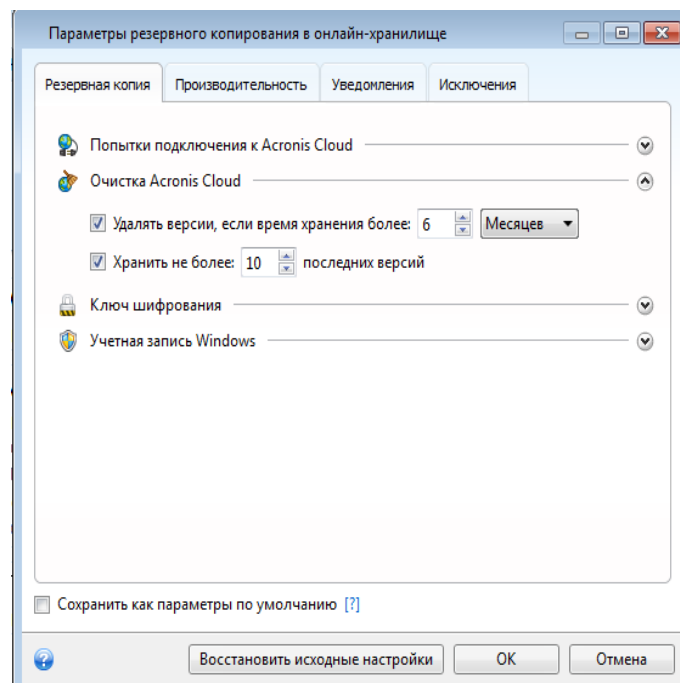 Параметры резервного копирования в онлайн-хранилище
Резервная копия Производительность Уведомления Исключения
Попытки подключения к Acronis Cloud
Очистка Acronis Cloud
Удалять версии, если время хранения более: 6 Месяцев
Хранить не более: 10 последних версий
Ключ шифрования
Учетная запись Windows
Сохранить как параметры по умолчанию [?]
Восстановить исходные настройки ОК Отмена